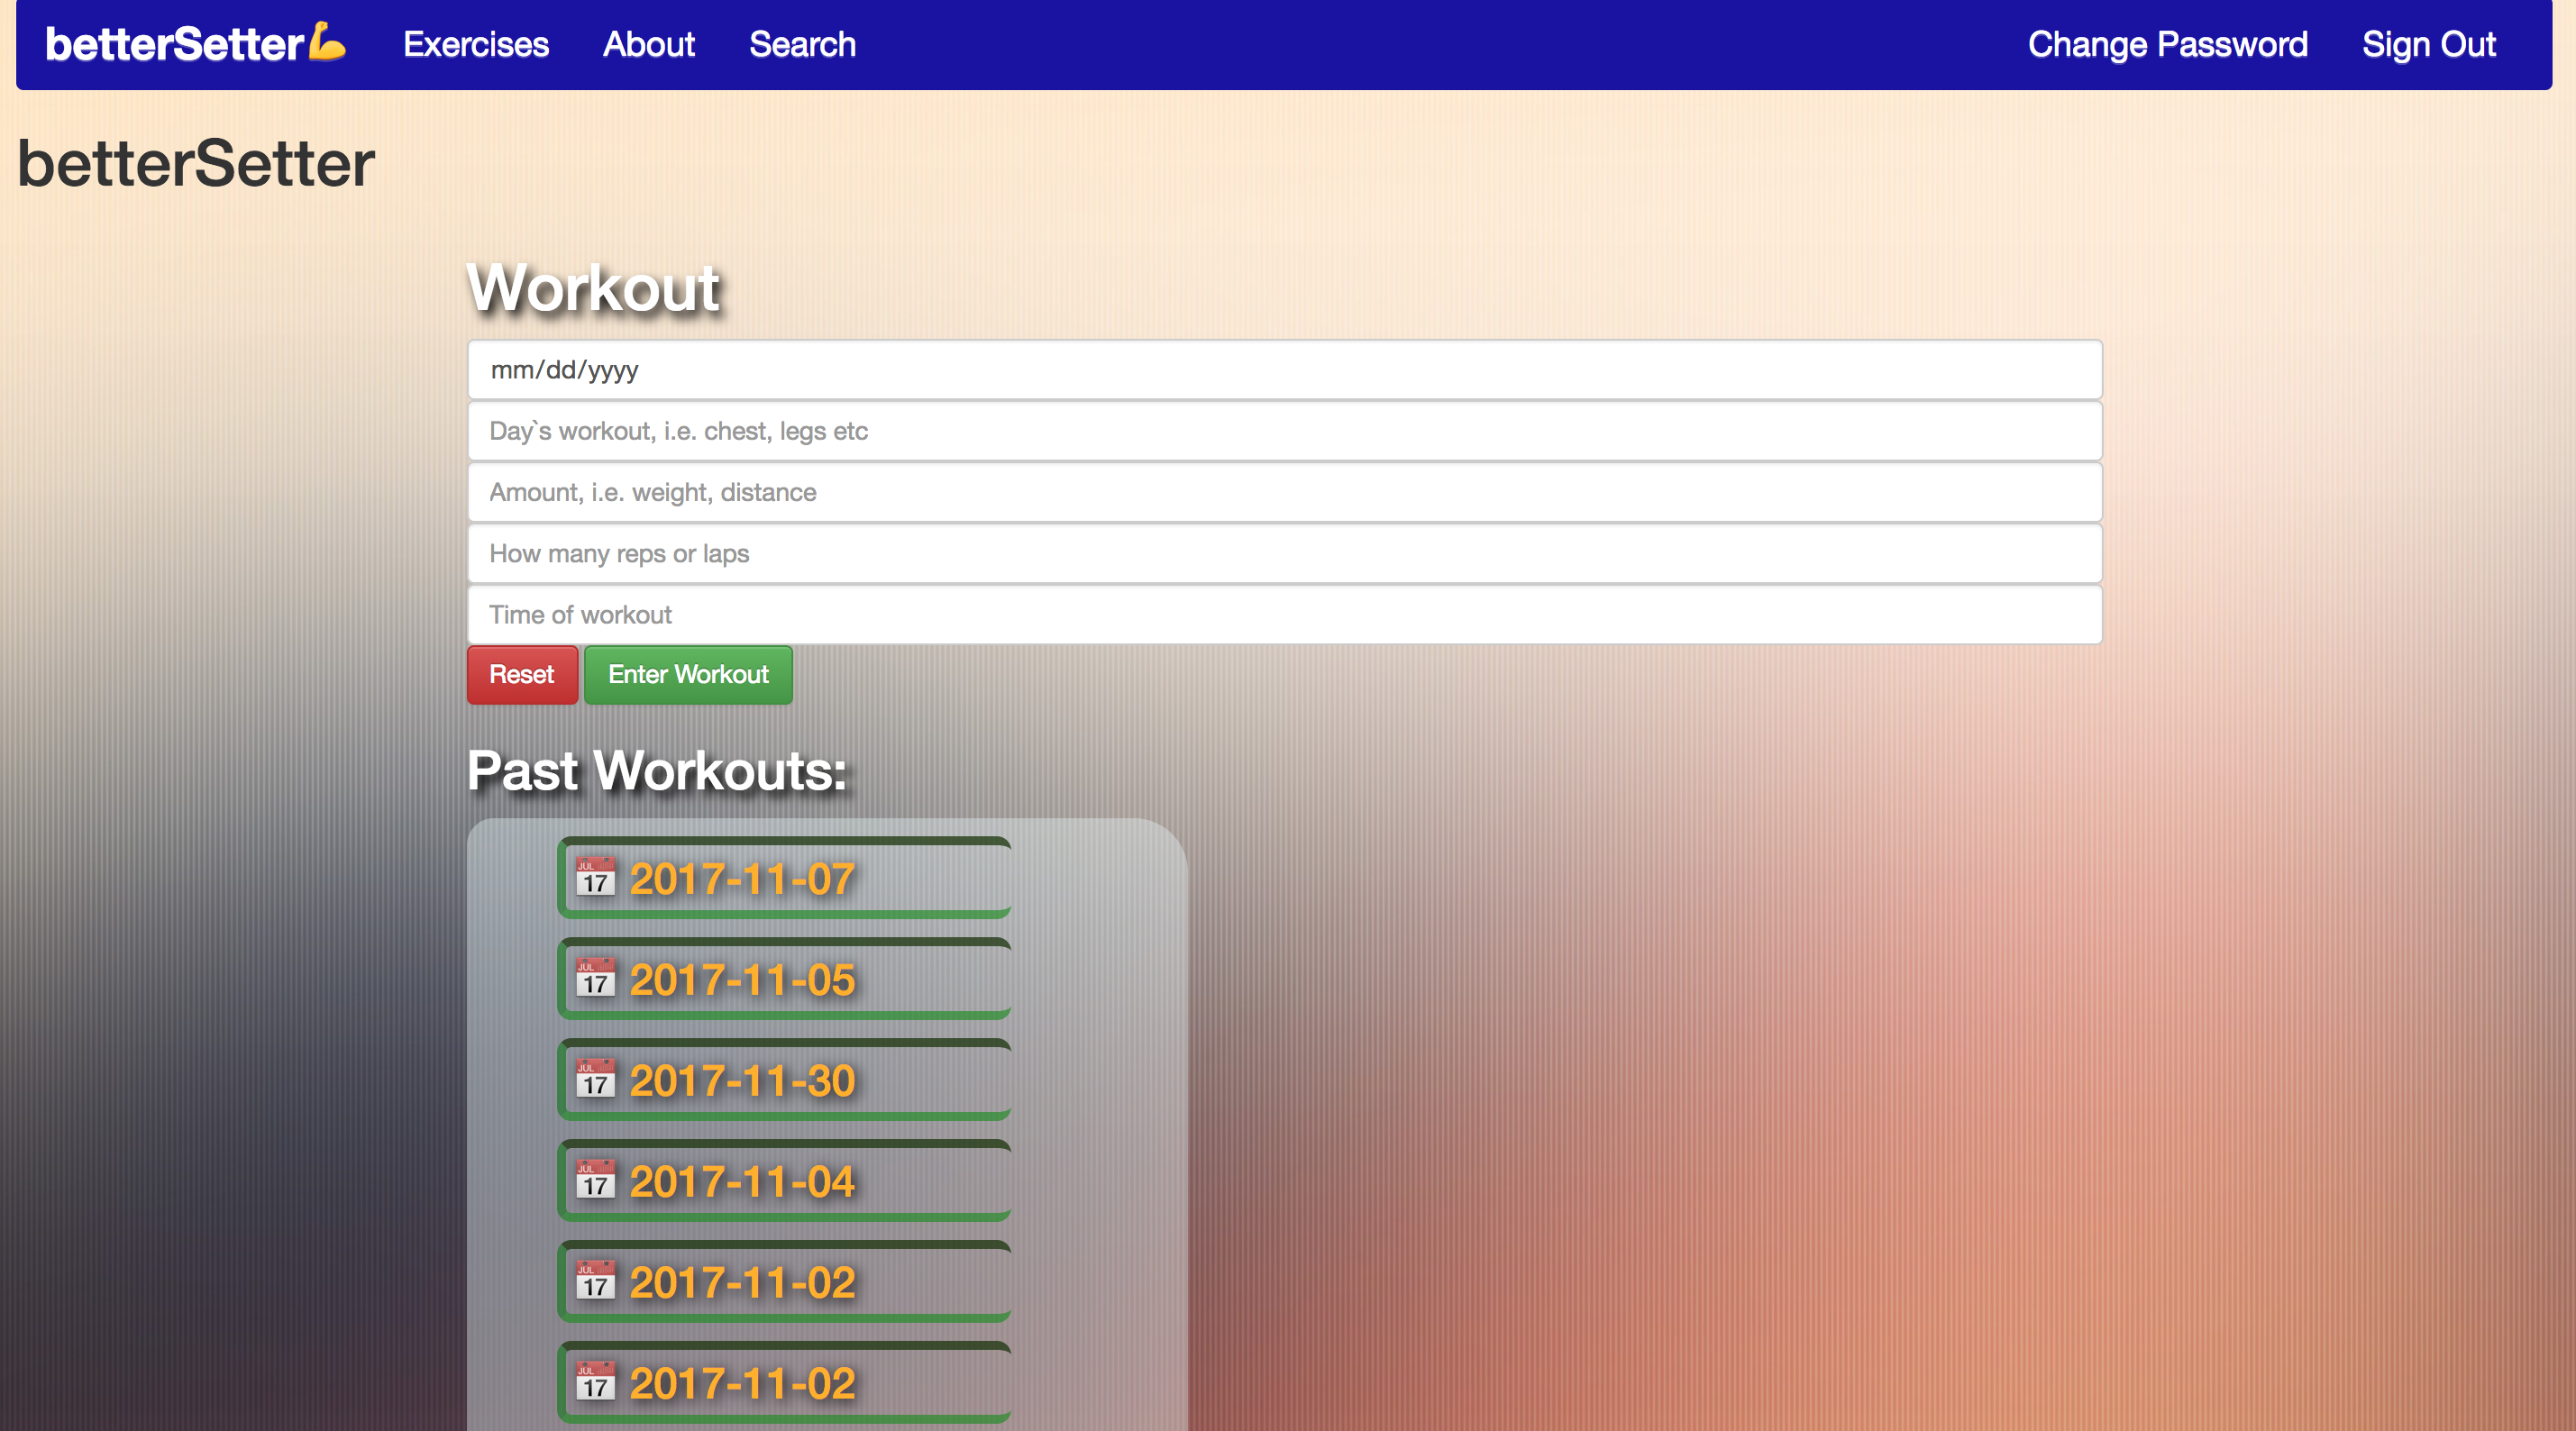 betterSetter💪 Exercises About Search Change Password Sign Out
betterSetter
Workout
mm/dd/yyyy
Day`s workout, i.e. chest, legs etc
Amount, i.e. weight, distance
How many reps or laps
Time of workout
Reset Enter Workout
Past Workouts:
JUL 17 2017-11-07
JUL 17 2017-11-05
JUL 17 2017-11-30
JUL 17 2017-11-04
JUL 17 2017-11-02
JUL 17 2017-11-02